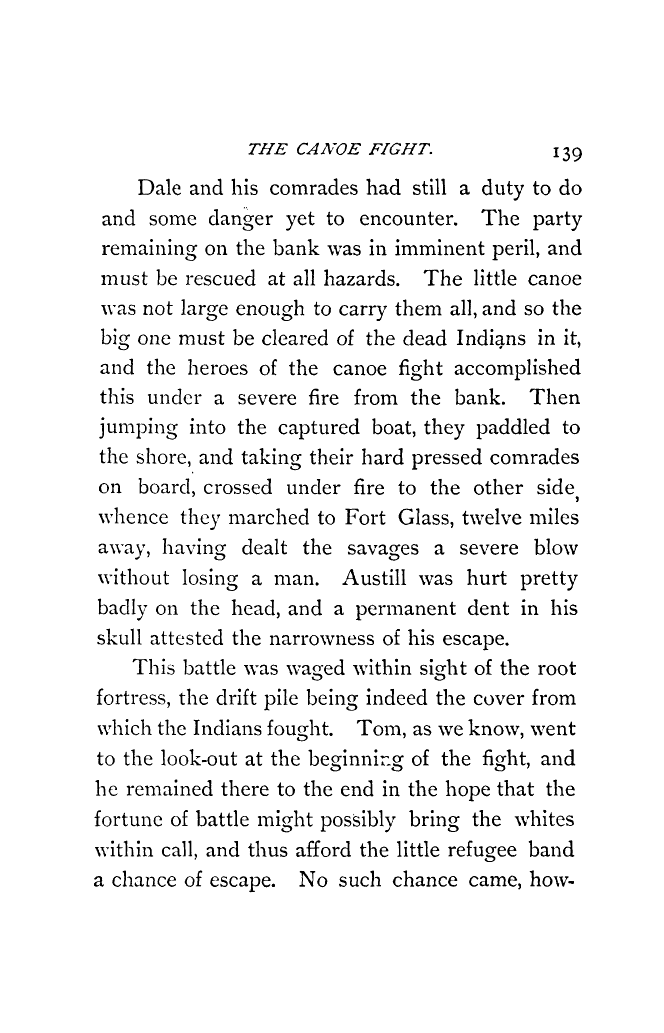 THE CANOE FIGHT. 139
Dale and his comrades had still a duty to do
and some danger yet to encounter. The party
remaining on the bank was in imminent peril, and
must be rescued at all hazards. The little canoe
was not large enough to carry them all, and so the
big one must be cleared of the dead Indians in it,
and the heroes of the canoe fight accomplished
this under a severe fire from the bank. Then
jumping into the captured boat, they paddled to
the shore, and taking their hard pressed comrades
on board, crossed under fire to the other side,
whence they marched to Fort Glass, twelve miles
away, having dealt the savages a severe blow
without losing a man. Austill was hurt pretty
badly on the head, and a permanent dent in his
skull attested the narrowness of his escape.
This battle was waged within sight of the root
fortress, the drift pile being indeed the cover from
which the Indians fought. Tom, as we know, went
to the look-out at the beginning of the fight, and
he remained there to the end in the hope that the
fortune of battle might possibly bring the whites
within call, and thus afford the little refugee band
a chance of escape. No such chance came, how-